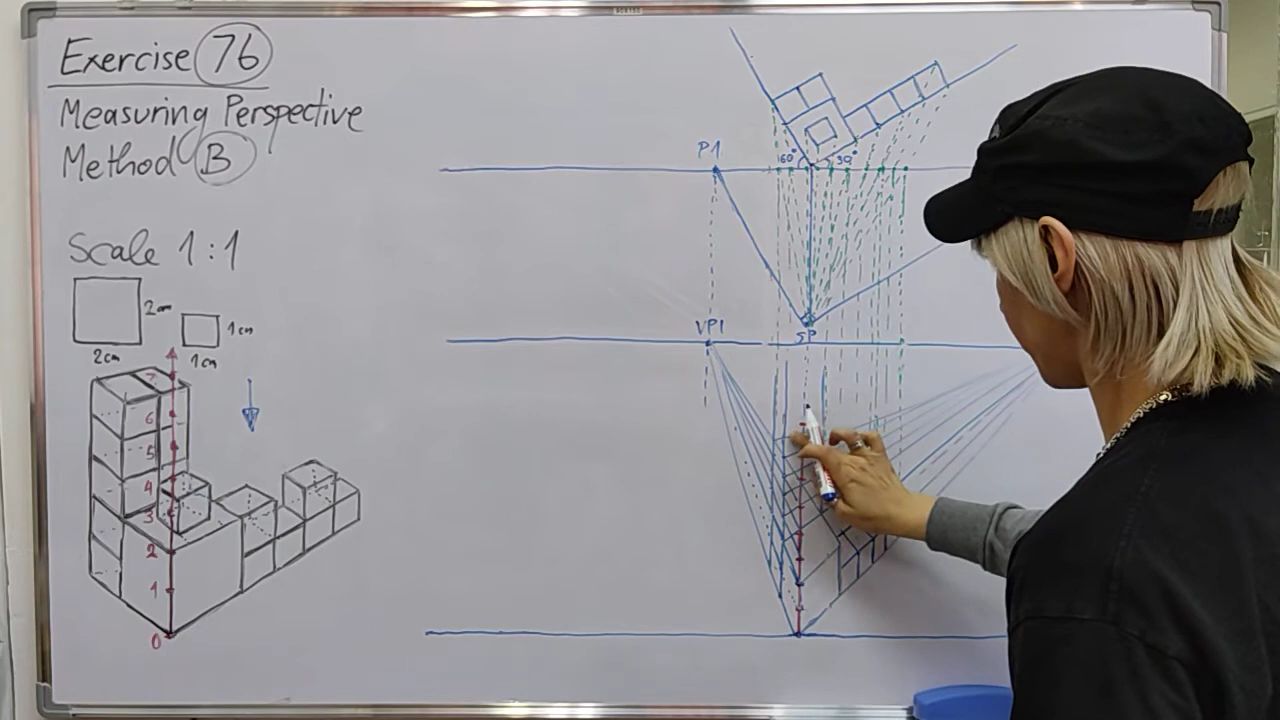 Exercise 76
Measuring Perspective
Method B
Scale 1:1
2cm
1cm
2cm
1cm
7
6
5
4
3
2
1
0
P1
60°
30°
VP1
SP